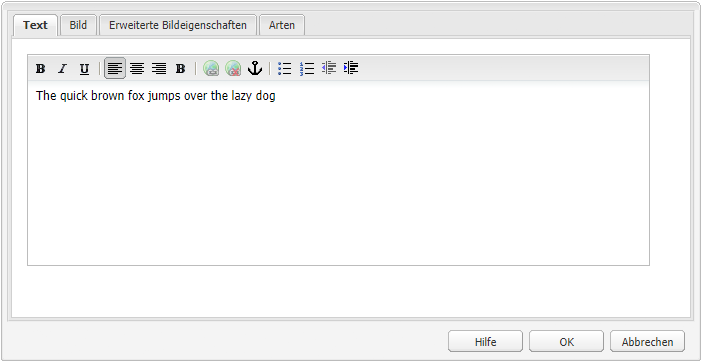 Text Bild Erweiterte Bildeigenschaften Arten
B I U B
The quick brown fox jumps over the lazy dog
Hilfe OK Abbrechen